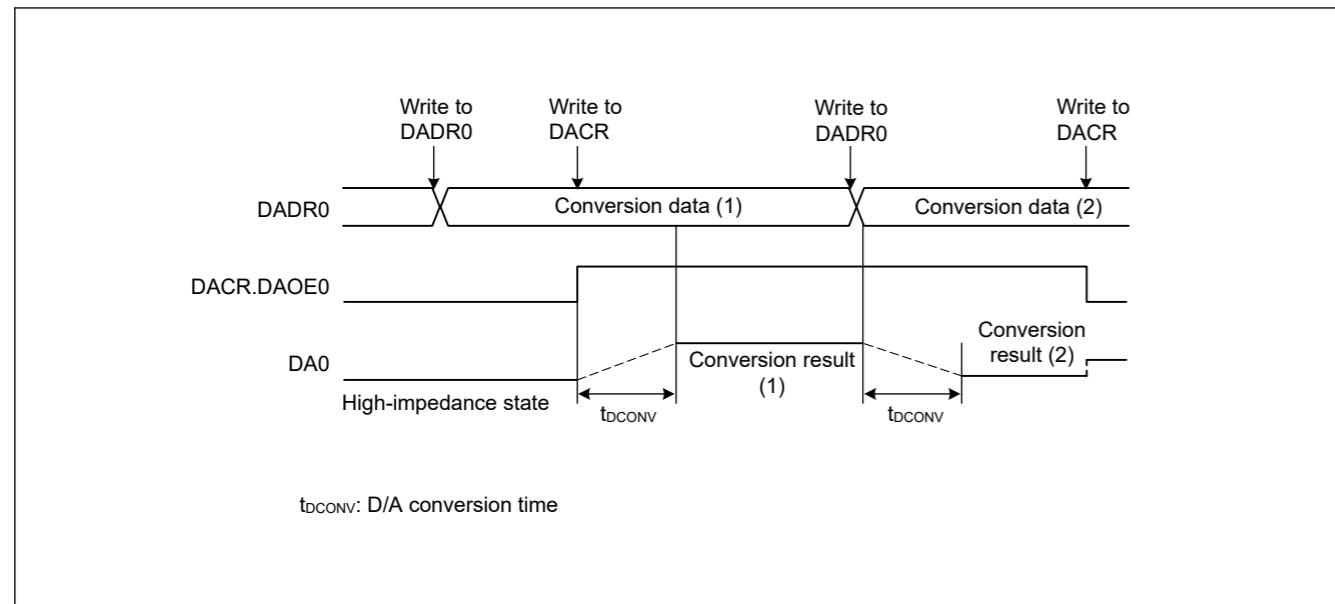 Write to
DADR0
Write to
DACR
Write to
DADR0
Write to
DACR
DADR0
Conversion data (1)
Conversion data (2)
DACR.DAOE0
DA0
Conversion result
(1)
Conversion
result (2)
High-impedance state
tDCONV
tDCONV
tDCONV: D/A conversion time